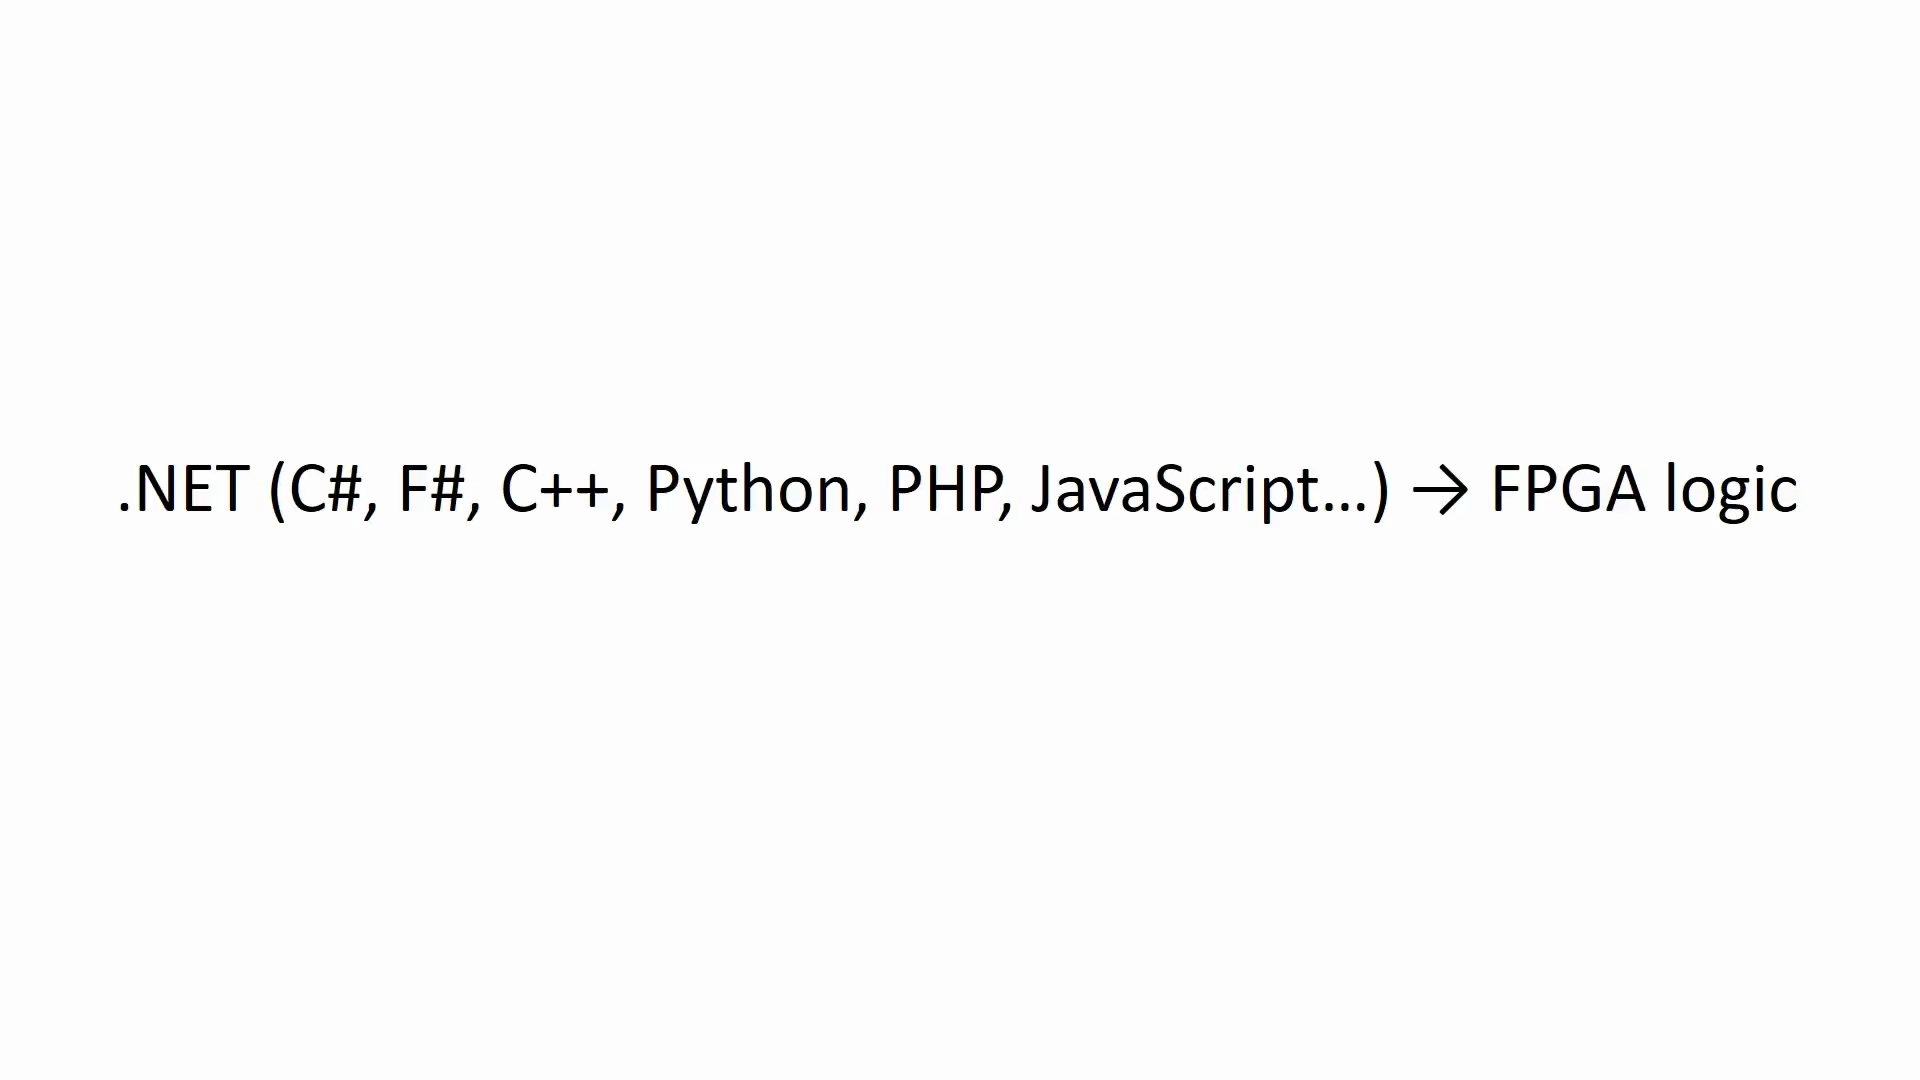 .NET (C#, F#, C++, Python, PHP, JavaScript…) → FPGA logic